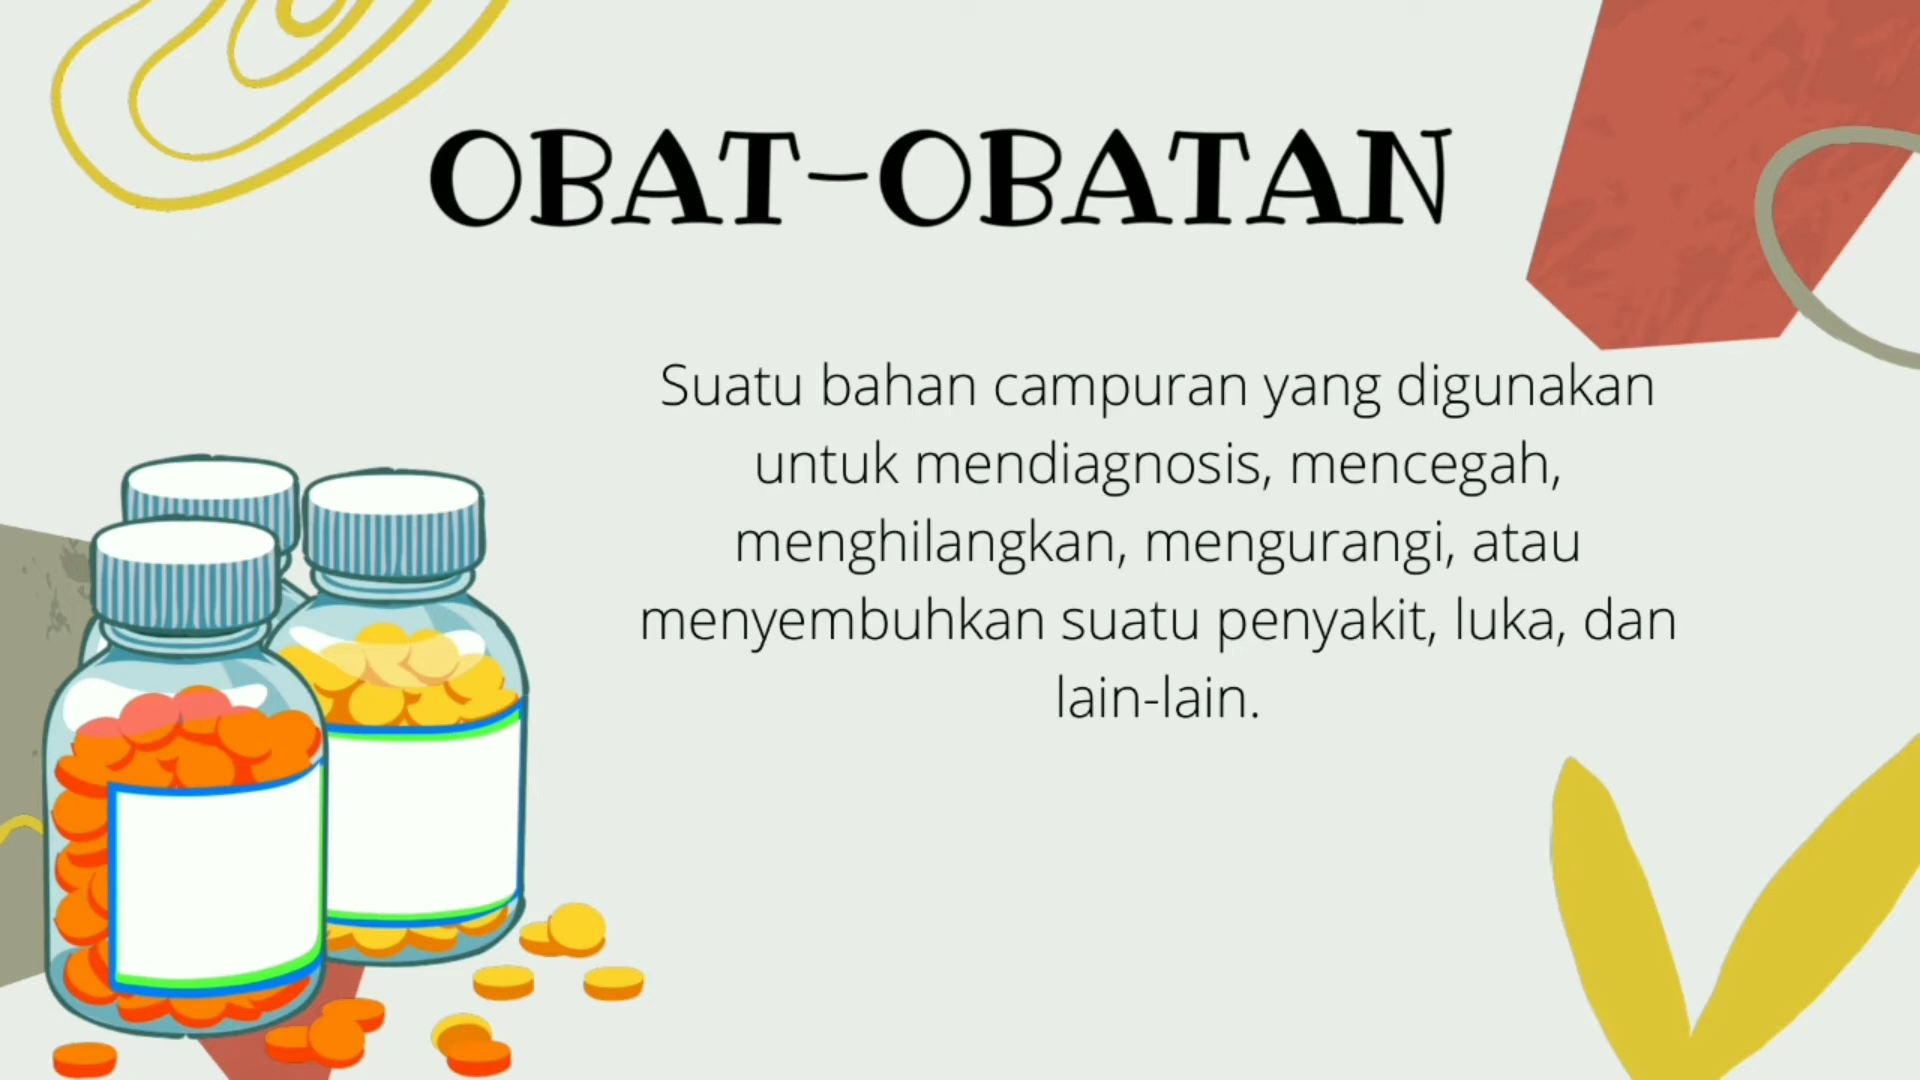 OBAT-OBATAN
Suatu bahan campuran yang digunakan
untuk mendiagnosis, mencegah,
menghilangkan, mengurangi, atau
menyembuhkan suatu penyakit, luka, dan
lain-lain.